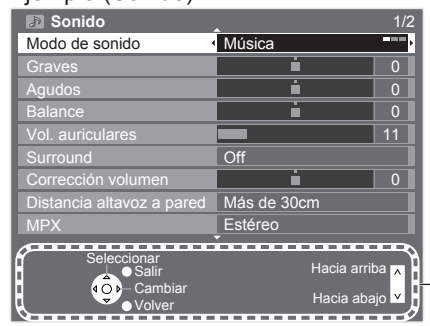 Sonido 1/2
Modo de sonido Música
Graves 0
Agudos 0
Balance 0
Vol. auriculares 11
Surround Off
Corrección volumen 0
Distancia altavoz a pared Más de 30cm
MPX Estéreo
Seleccionar
Salir
Cambiar
Volver
Hacia arriba
Hacia abajo